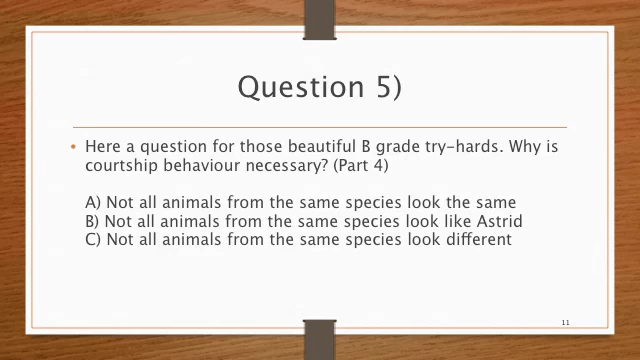 Question 5)
• Here a question for those beautiful B grade try-hards. Why is
courtship behaviour necessary? (Part 4)
A) Not all animals from the same species look the same
B) Not all animals from the same species look like Astrid
C) Not all animals from the same species look different
11